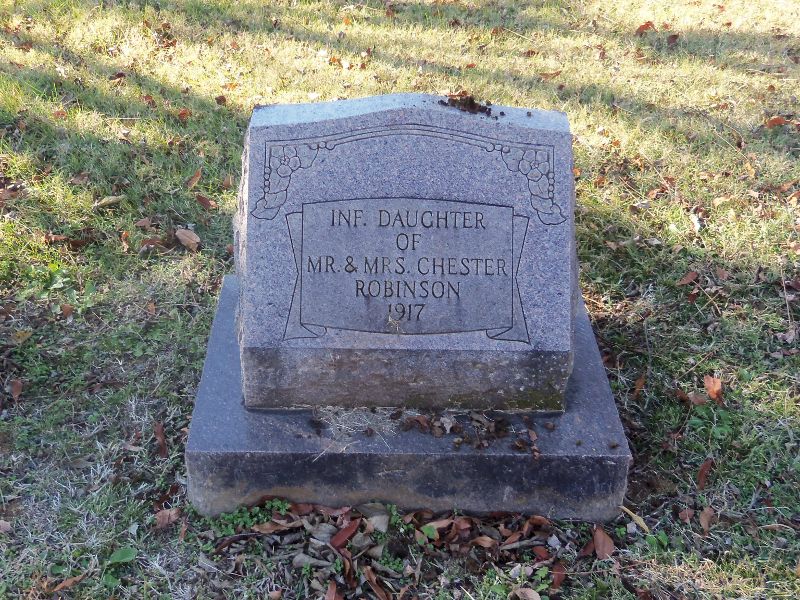 INF. DAUGHTER
OF
MR. & MRS. CHESTER
ROBINSON
1917